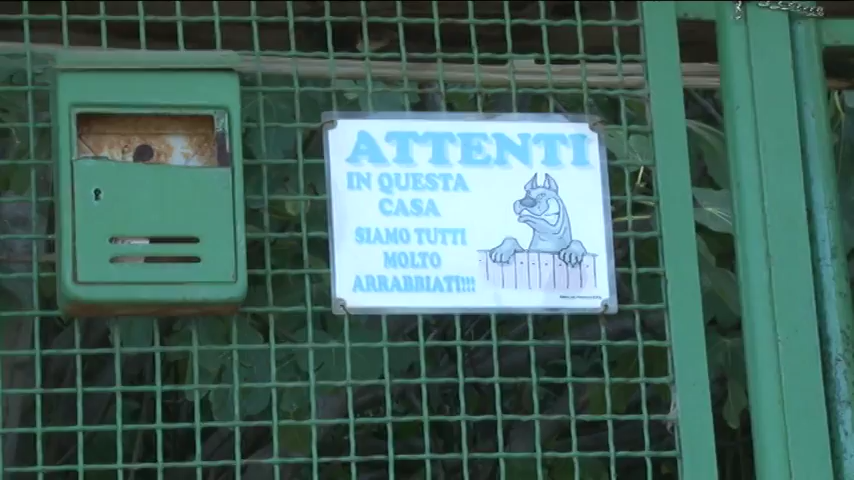 ATTENTI
IN QUESTA
CASA
SIAMO TUTTI
MOLTO
ARRABBIATI!!!